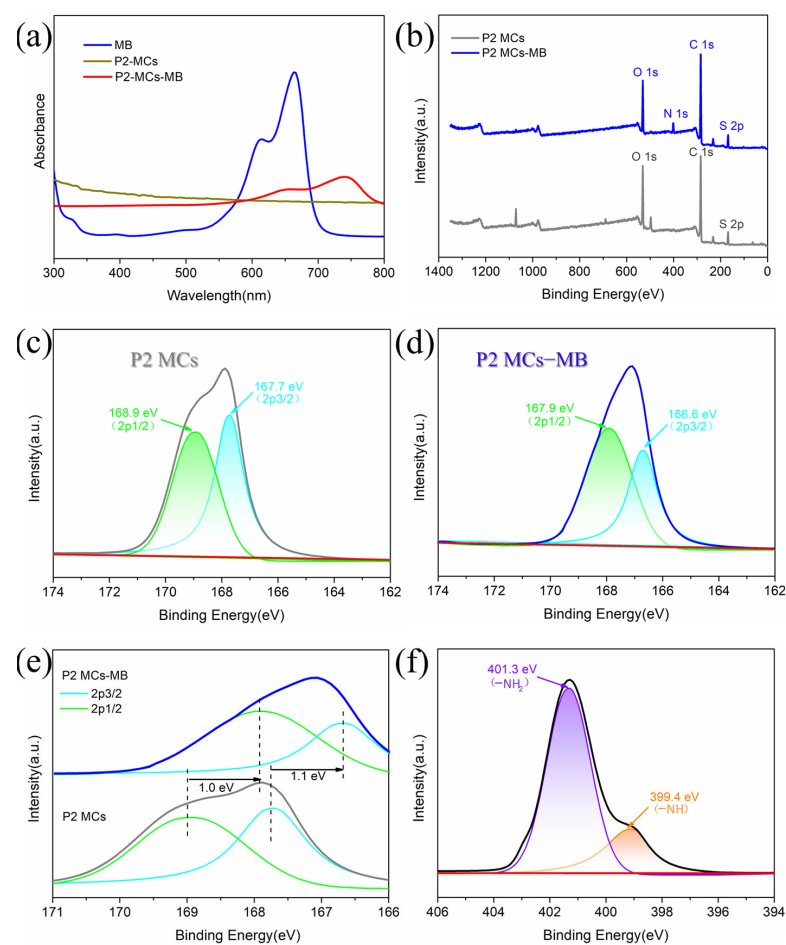 (a)
MB
P2-MCs
P2-MCs-MB
Absorbance
300 400 500 600 700 800
Wavelength(nm)
(b)
P2 MCs
P2 MCs-MB
C 1s
O 1s
N 1s
S 2p
O 1s
C 1s
S 2p
Intensity(a.u.)
1400 1200 1000 800 600 400 200 0
Binding Energy(eV)
(c)
P2 MCs
167.7 eV
(2p3/2)
168.9 eV
(2p1/2)
Intensity(a.u.)
174 172 170 168 166 164 162
Binding Energy(eV)
(d)
P2 MCs−MB
167.9 eV
(2p1/2)
166.6 eV
(2p3/2)
Intensity(a.u.)
174 172 170 168 166 164 162
Binding Energy(eV)
(e)
P2 MCs-MB
2p3/2
2p1/2
1.0 eV
1.1 eV
P2 MCs
Intensity(a.u.)
171 170 169 168 167 166
Binding Energy(eV)
(f)
401.3 eV
(−NH2)
399.4 eV
(−NH)
Intensity(a.u.)
406 404 402 400 398 396 394
Binding Energy(eV)